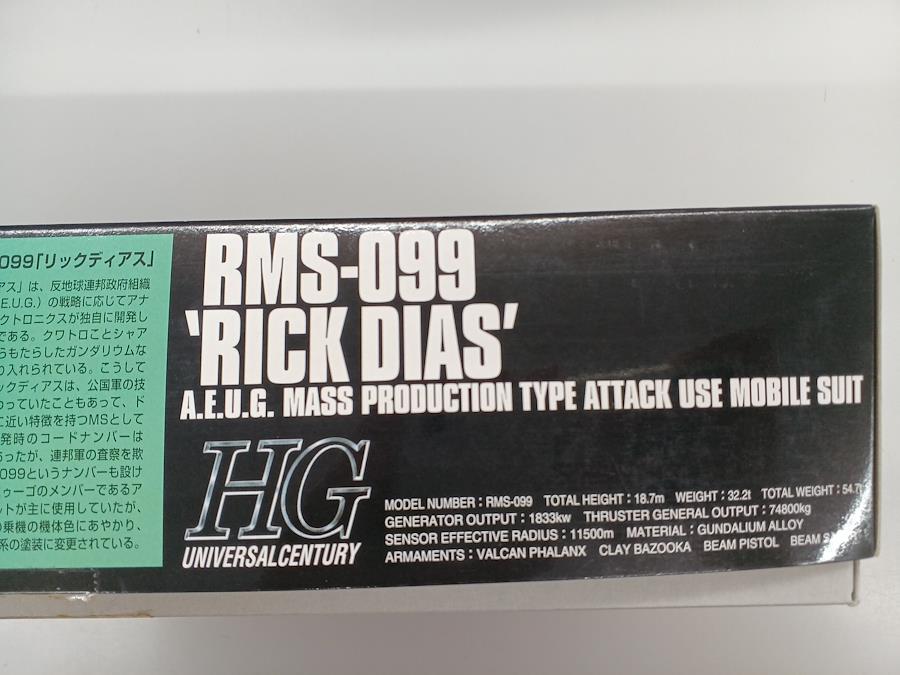 099「リックディアス」
アス」は、反地球連邦政府組織
.E.U.G.)の戦略に応じてアナ
クトロニクスが独自に開発し
である。クワトロことシャア
らもたらしたガンダリウムな
り入れられている。こうして
ックディアスは、公国軍の技
わっていたこともあって、ド
に近い特徴を持つMSとして
発時のコードナンバーは
あったが、連邦軍の査察を欺
099というナンバーも設け
ゥーゴのメンバーであるア
ットが主に使用していたが、
の乗機の機体色にあやかり、
系の塗装に変更されている。
RMS-099
'RICK DIAS'
A.E.U.G. MASS PRODUCTION TYPE ATTACK USE MOBILE SUIT
HG
UNIVERSAL CENTURY
MODEL NUMBER : RMS-099 TOTAL HEIGHT : 18.7m WEIGHT : 32.2t TOTAL WEIGHT : 54.7
GENERATOR OUTPUT : 1833kw THRUSTER GENERAL OUTPUT : 74800kg
SENSOR EFFECTIVE RADIUS : 11500m MATERIAL : GUNDALIUM ALLOY
ARMAMENTS : VALCAN PHALANX CLAY BAZOOKA BEAM PISTOL BEAM